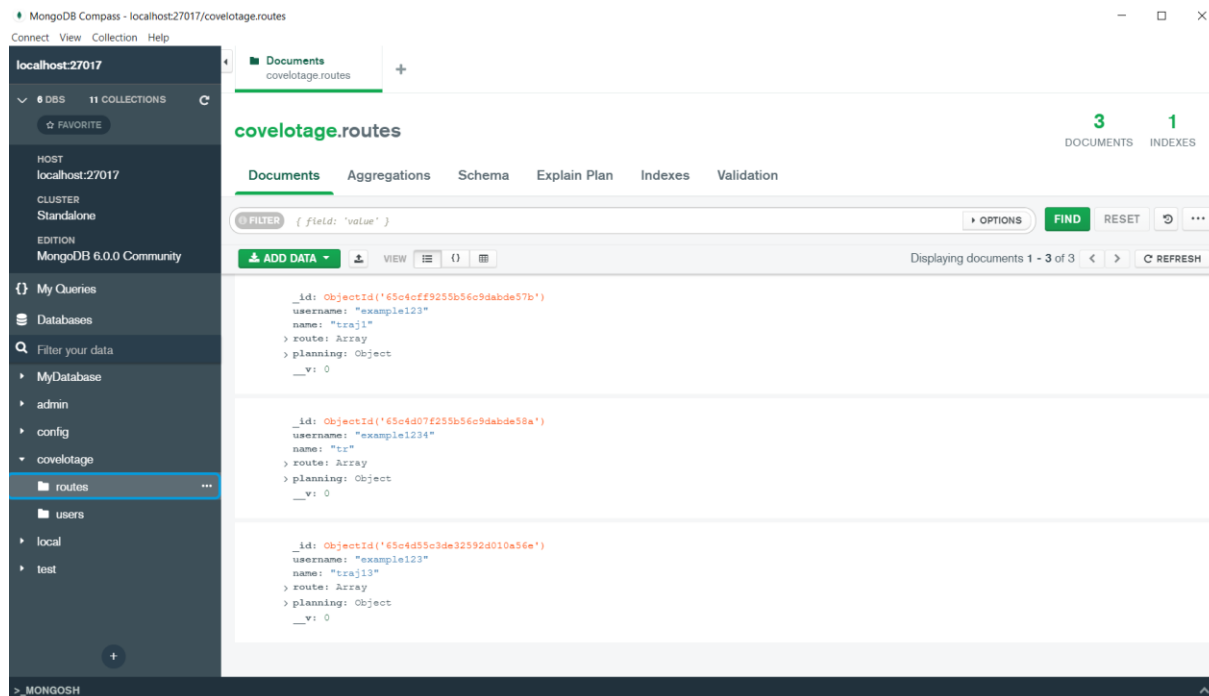 MongoDB Compass - localhost:27017/covelotage.routes
Connect View Collection Help
localhost:27017
6 DBS 11 COLLECTIONS
FAVORITE
HOST
localhost:27017
CLUSTER
Standalone
EDITION
MongoDB 6.0.0 Community
{} My Queries
Databases
Filter your data
MyDatabase
admin
config
covelotage
routes ...
users
local
test
+
>_MONGOSH
Documents
covelotage.routes
+
covelotage.routes
3
DOCUMENTS
1
INDEXES
Documents Aggregations Schema Explain Plan Indexes Validation
FILTER { field: 'value' } OPTIONS FIND RESET ...
ADD DATA VIEW {} Displaying documents 1 - 3 of 3 < > REFRESH
_id: ObjectId('65c4cff9255b56c9dabde57b')
username: "example123"
name: "traj1"
> route: Array
> planning: Object
__v: 0
_id: ObjectId('65c4d07f255b56c9dabde58a')
username: "example1234"
name: "tr"
> route: Array
> planning: Object
__v: 0
_id: ObjectId('65c4d55c3de32592d010a56e')
username: "example123"
name: "traj13"
> route: Array
> planning: Object
__v: 0